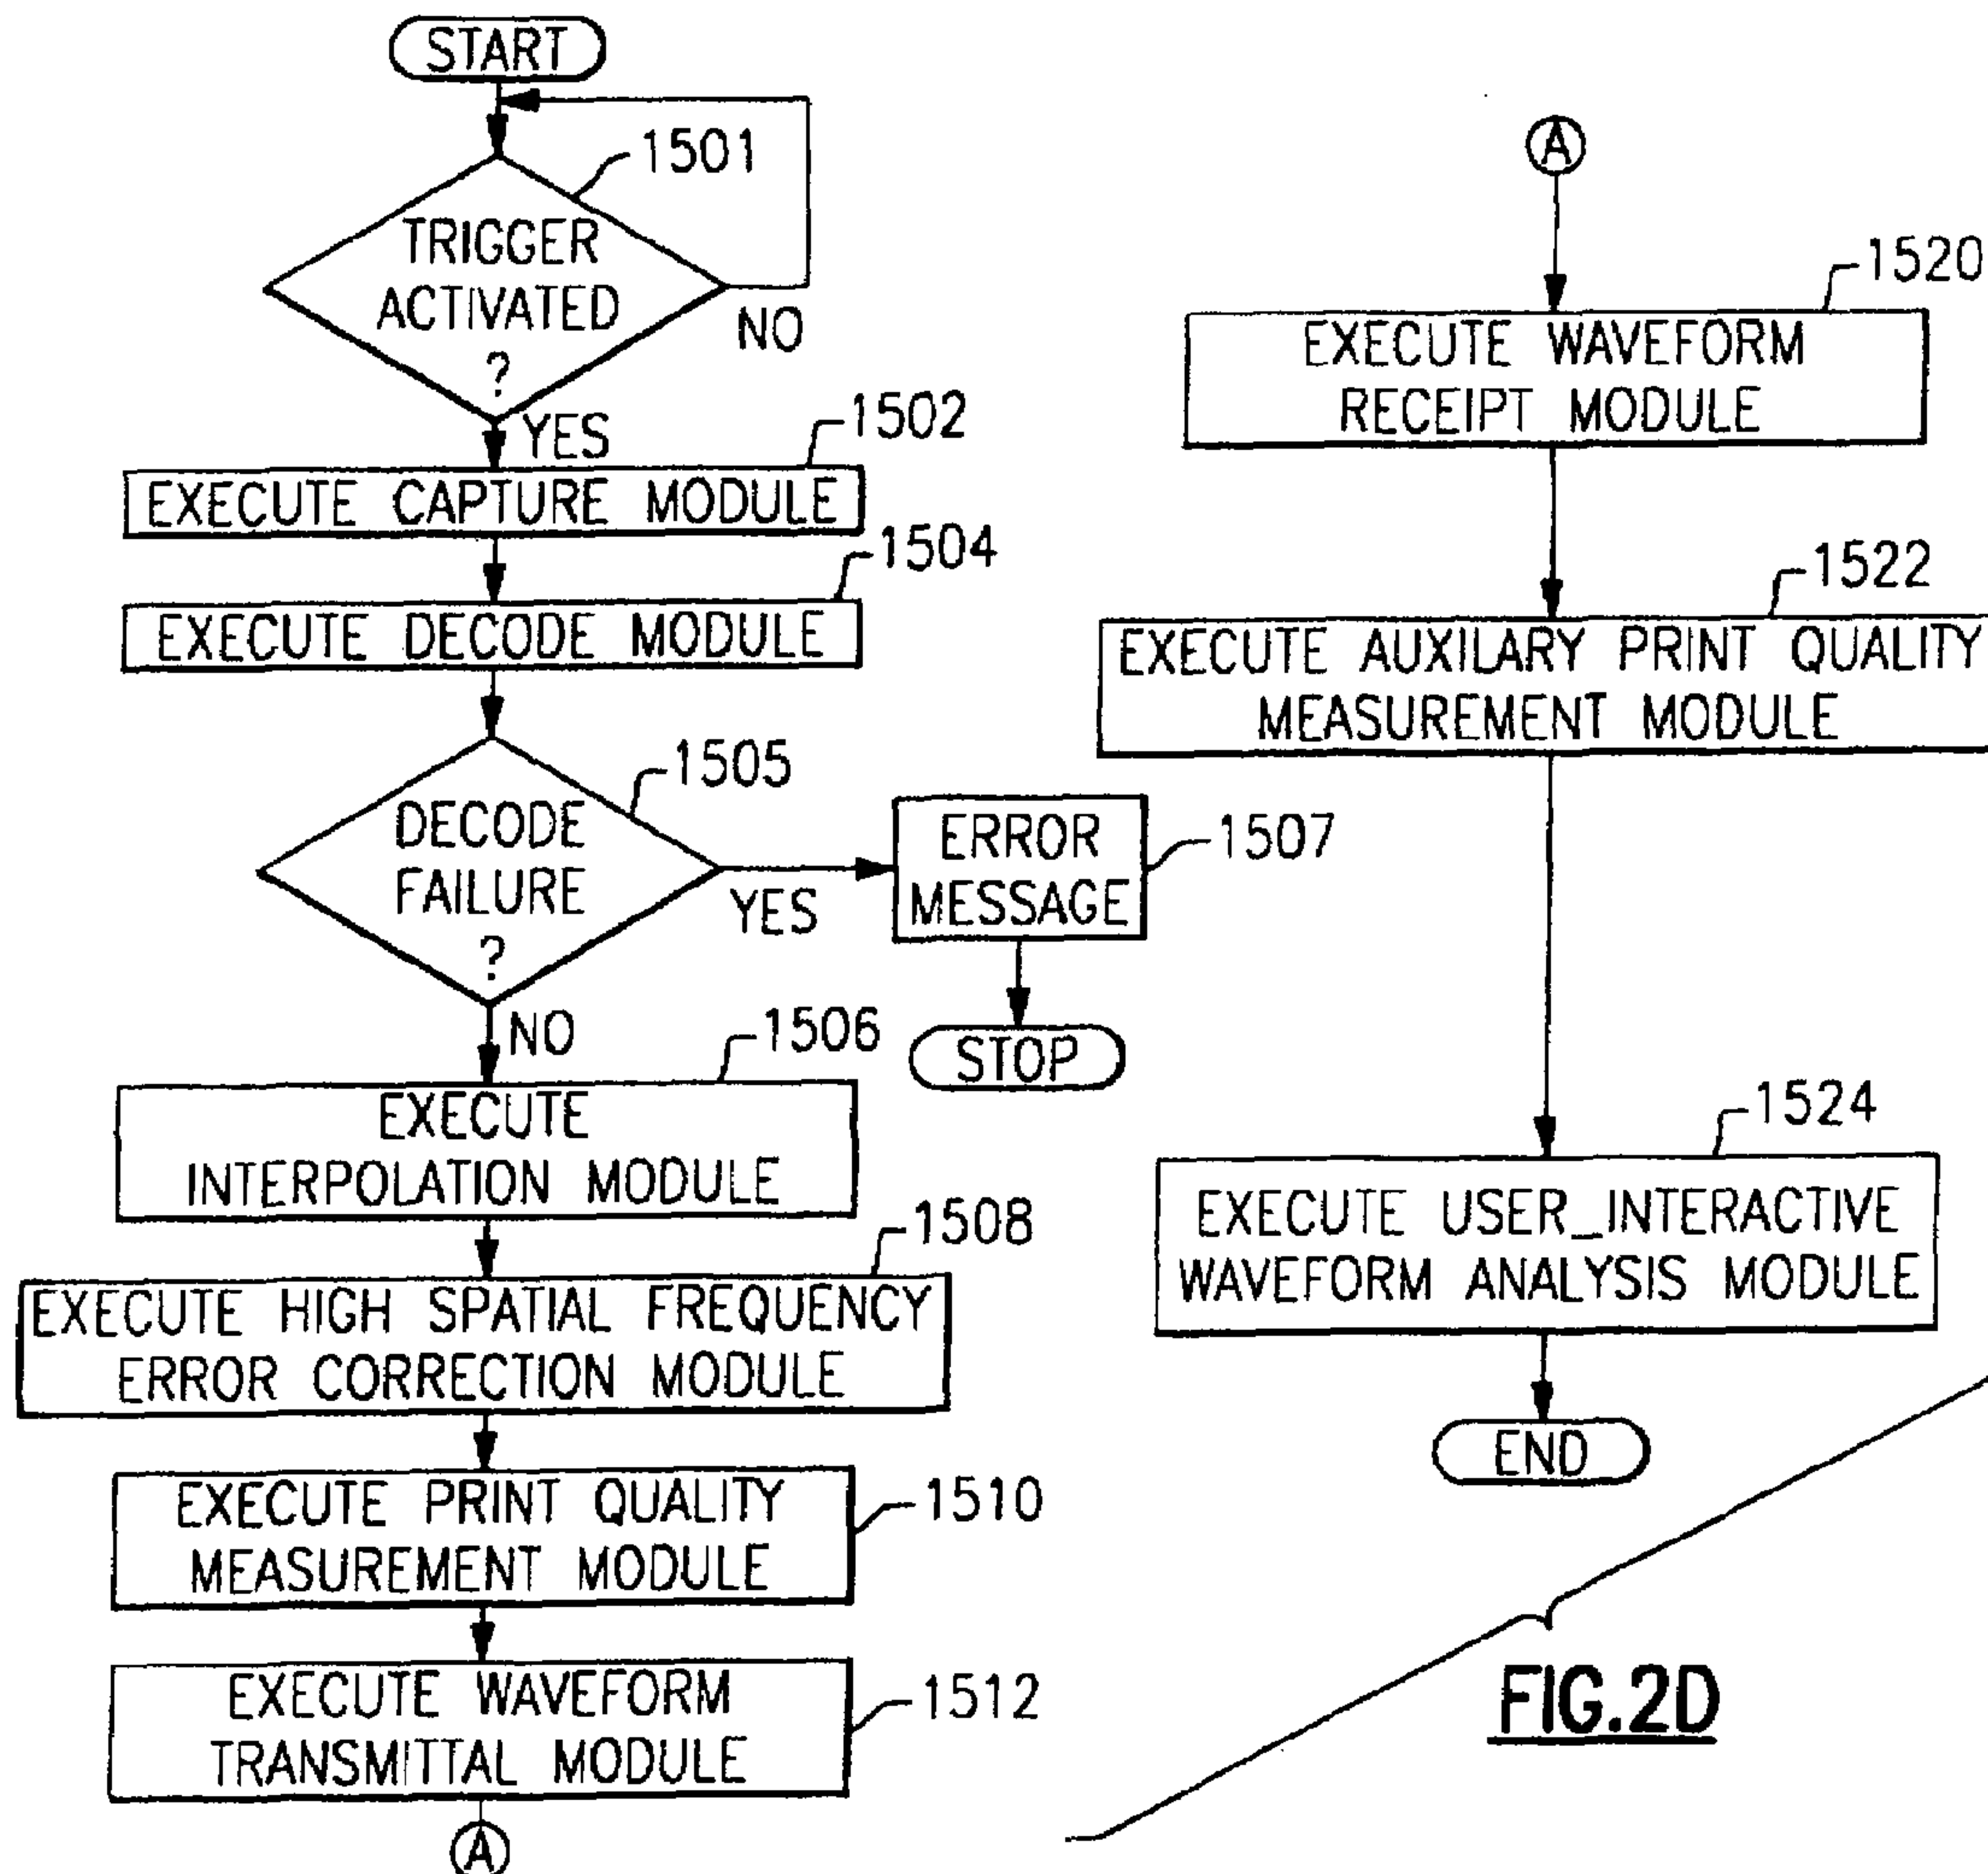 START
1501
TRIGGER
ACTIVATED
?
NO
YES
1502
EXECUTE CAPTURE MODULE
1504
EXECUTE DECODE MODULE
1505
DECODE
FAILURE
?
YES
ERROR
MESSAGE
1507
STOP
NO
1506
EXECUTE
INTERPOLATION MODULE
1508
EXECUTE HIGH SPATIAL FREQUENCY
ERROR CORRECTION MODULE
EXECUTE PRINT QUALITY
MEASUREMENT MODULE
1510
EXECUTE WAVEFORM
TRANSMITTAL MODULE
1512
A
A
1520
EXECUTE WAVEFORM
RECEIPT MODULE
1522
EXECUTE AUXILARY PRINT QUALITY
MEASUREMENT MODULE
1524
EXECUTE USER_INTERACTIVE
WAVEFORM ANALYSIS MODULE
END
FIG.2D